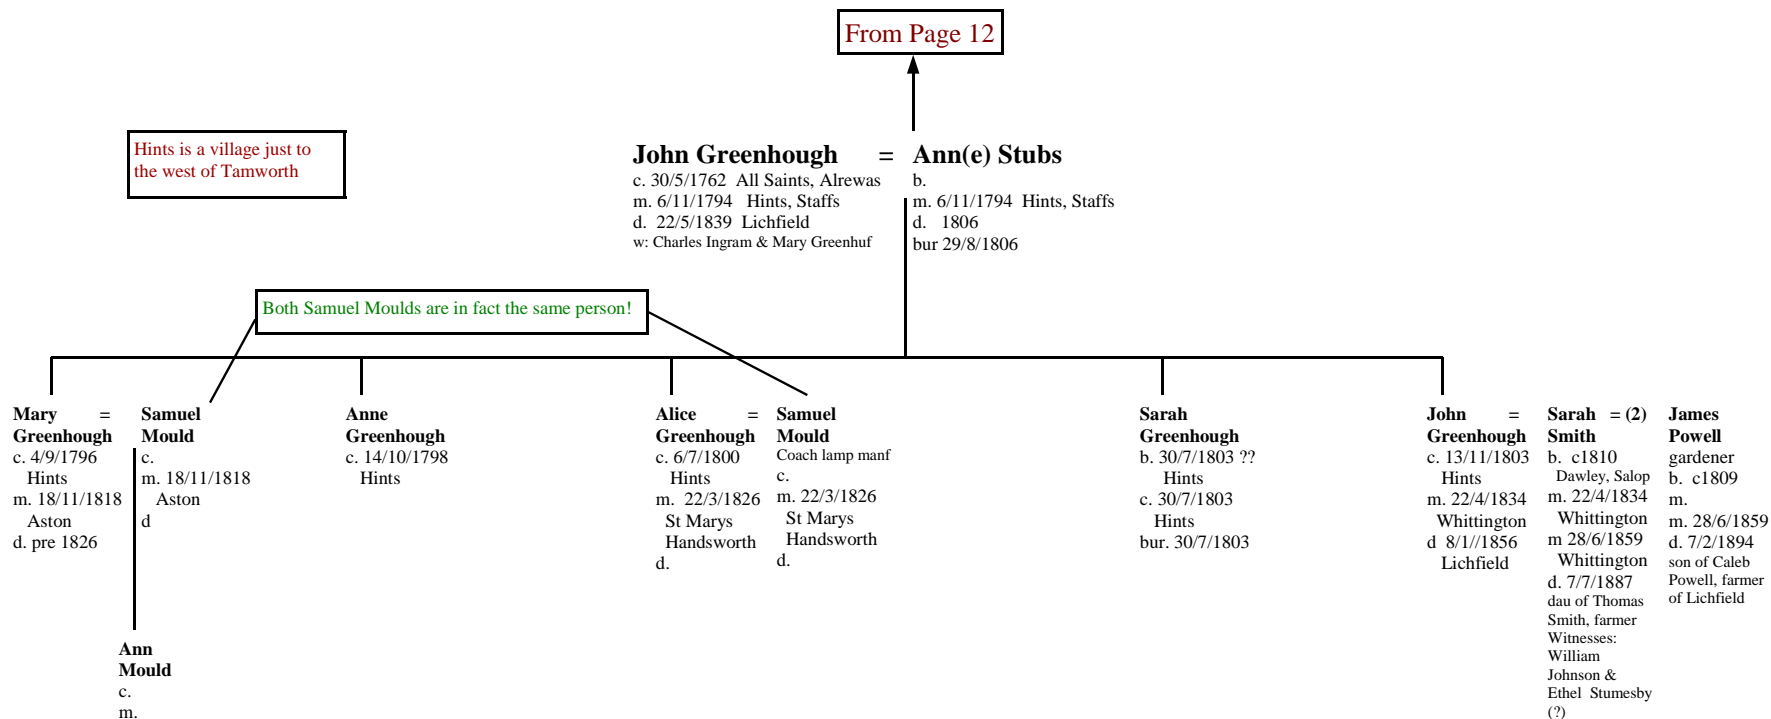 From Page 12
Hints is a village just to
the west of Tamworth
John Greenhough = Ann(e) Stubs
c. 30/5/1762 All Saints, Alrewas
m. 6/11/1794 Hints, Staffs
d. 22/5/1839 Lichfield
w: Charles Ingram & Mary Greenhuf
b.
m. 6/11/1794 Hints, Staffs
d. 1806
bur 29/8/1806
Both Samuel Moulds are in fact the same person!
Mary =
Greenhough
c. 4/9/1796
Hints
m. 18/11/1818
Aston
d. pre 1826
Samuel
Mould
c.
m. 18/11/1818
Aston
d
Ann
Mould
c.
m.
Anne
Greenhough
c. 14/10/1798
Hints
Alice =
Greenhough
c. 6/7/1800
Hints
m. 22/3/1826
St Marys
Handsworth
d.
Samuel
Mould
Coach lamp manf
c.
m. 22/3/1826
St Marys
Handsworth
d.
Sarah
Greenhough
b. 30/7/1803 ??
Hints
c. 30/7/1803
Hints
bur. 30/7/1803
John =
Greenhough
c. 13/11/1803
Hints
m. 22/4/1834
Whittington
d 8/1//1856
Lichfield
Sarah = (2)
Smith
b. c1810
Dawley, Salop
m. 22/4/1834
Whittington
m 28/6/1859
Whittington
d. 7/7/1887
dau of Thomas
Smith, farmer
Witnesses:
William
Johnson &
Ethel Stumesby
(?)
James
Powell
gardener
b. c1809
m.
m. 28/6/1859
d. 7/2/1894
son of Caleb
Powell, farmer
of Lichfield